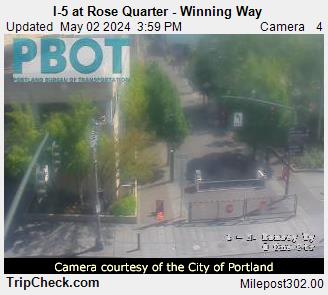 I-5 at Rose Quarter - Winning Way
Updated May 02 2024 3:59 PM Camera 4
PBOT
PORTLAND BUREAU OF TRANSPORTATION
Camera courtesy of the City of Portland
TripCheck.com Milepost302.00